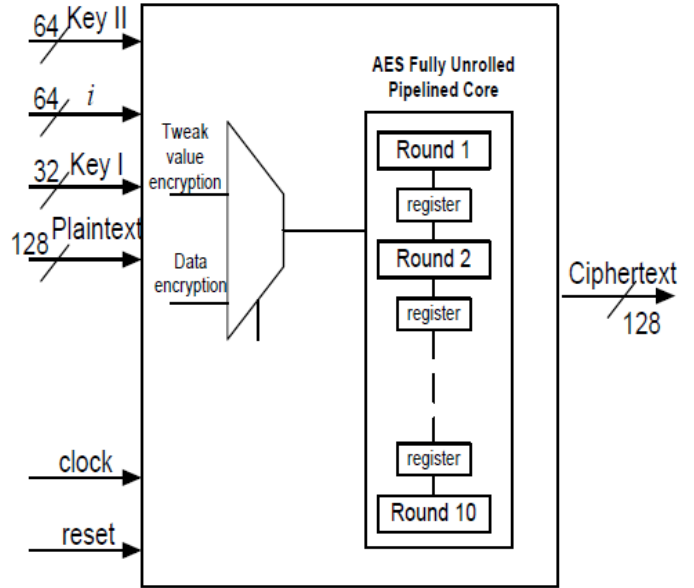 64 Key II
64 i
32 Key I
128 Plaintext
clock
reset
Tweak
value
encryption
Data
encryption
AES Fully Unrolled
Pipelined Core
Round 1
register
Round 2
register
register
Round 10
Ciphertext
128